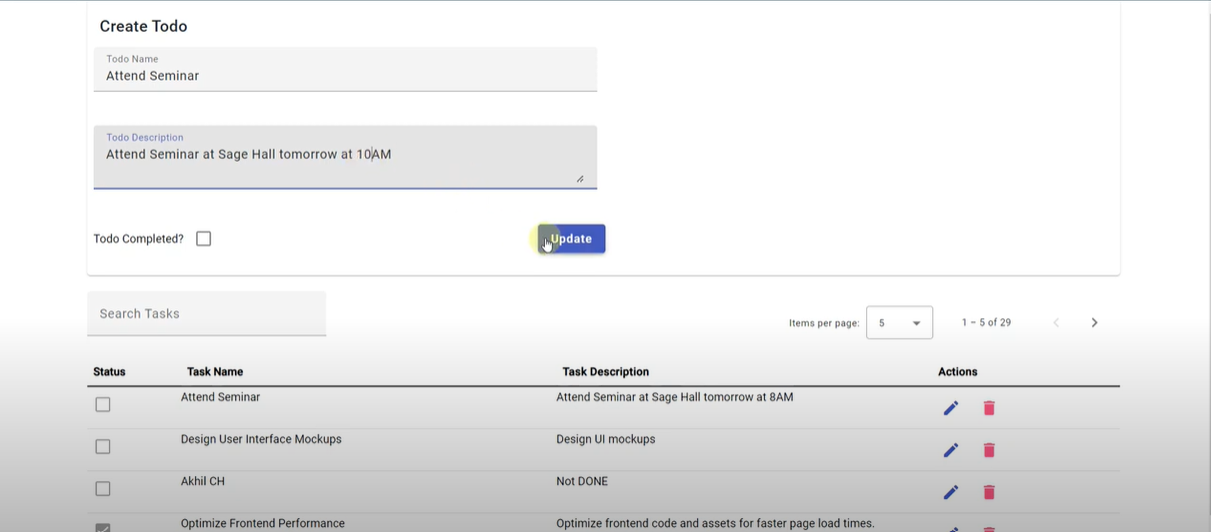 Create Todo
Todo Name
Attend Seminar
Todo Description
Attend Seminar at Sage Hall tomorrow at 10AM
Todo Completed?
Update
Search Tasks
Items per page: 5 1 – 5 of 29
Status Task Name Task Description Actions
Attend Seminar Attend Seminar at Sage Hall tomorrow at 8AM
Design User Interface Mockups Design UI mockups
Akhil CH Not DONE
Optimize Frontend Performance Optimize frontend code and assets for faster page load times.